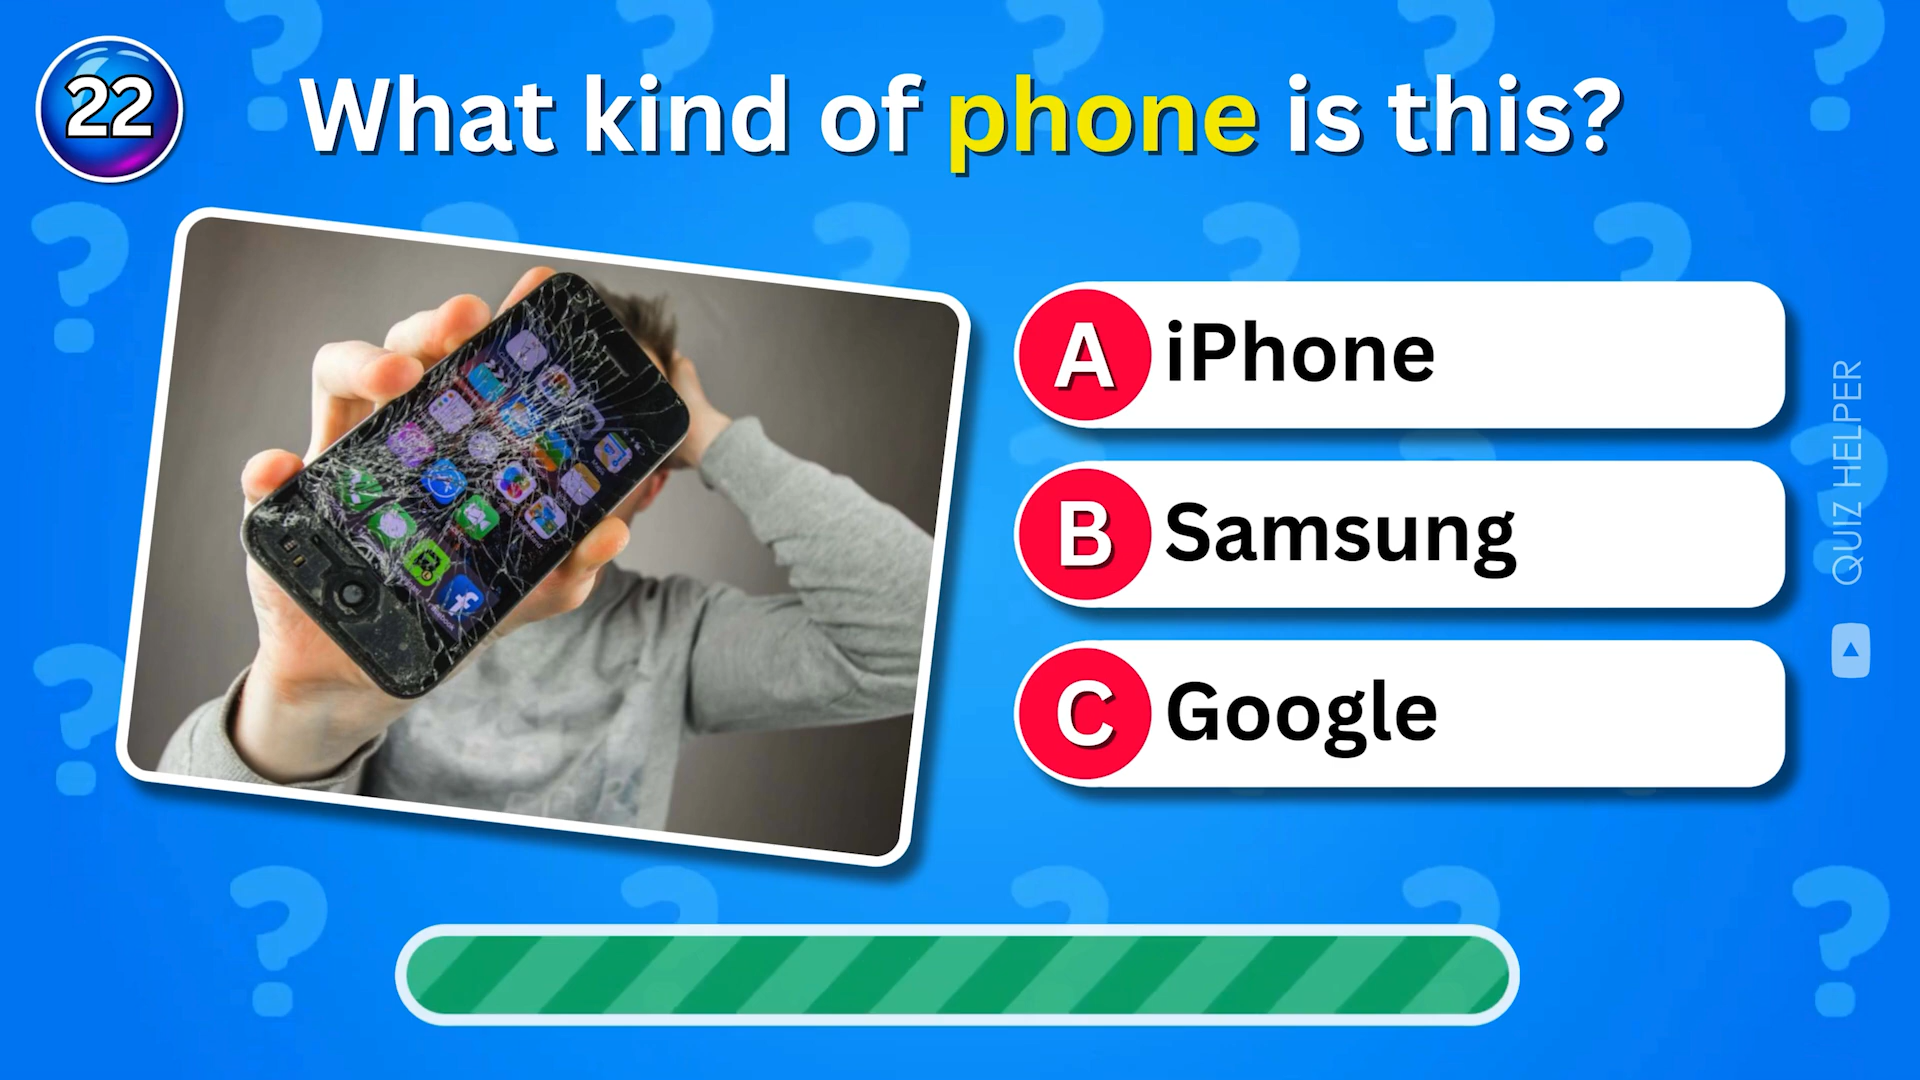 22
What kind of phone is this?
A iPhone
B Samsung
C Google
QUIZ HELPER